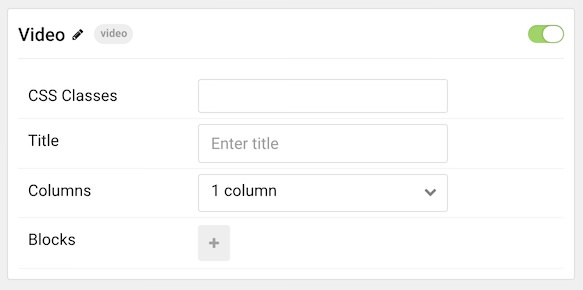 Video video
CSS Classes
Title Enter title
Columns 1 column
Blocks +